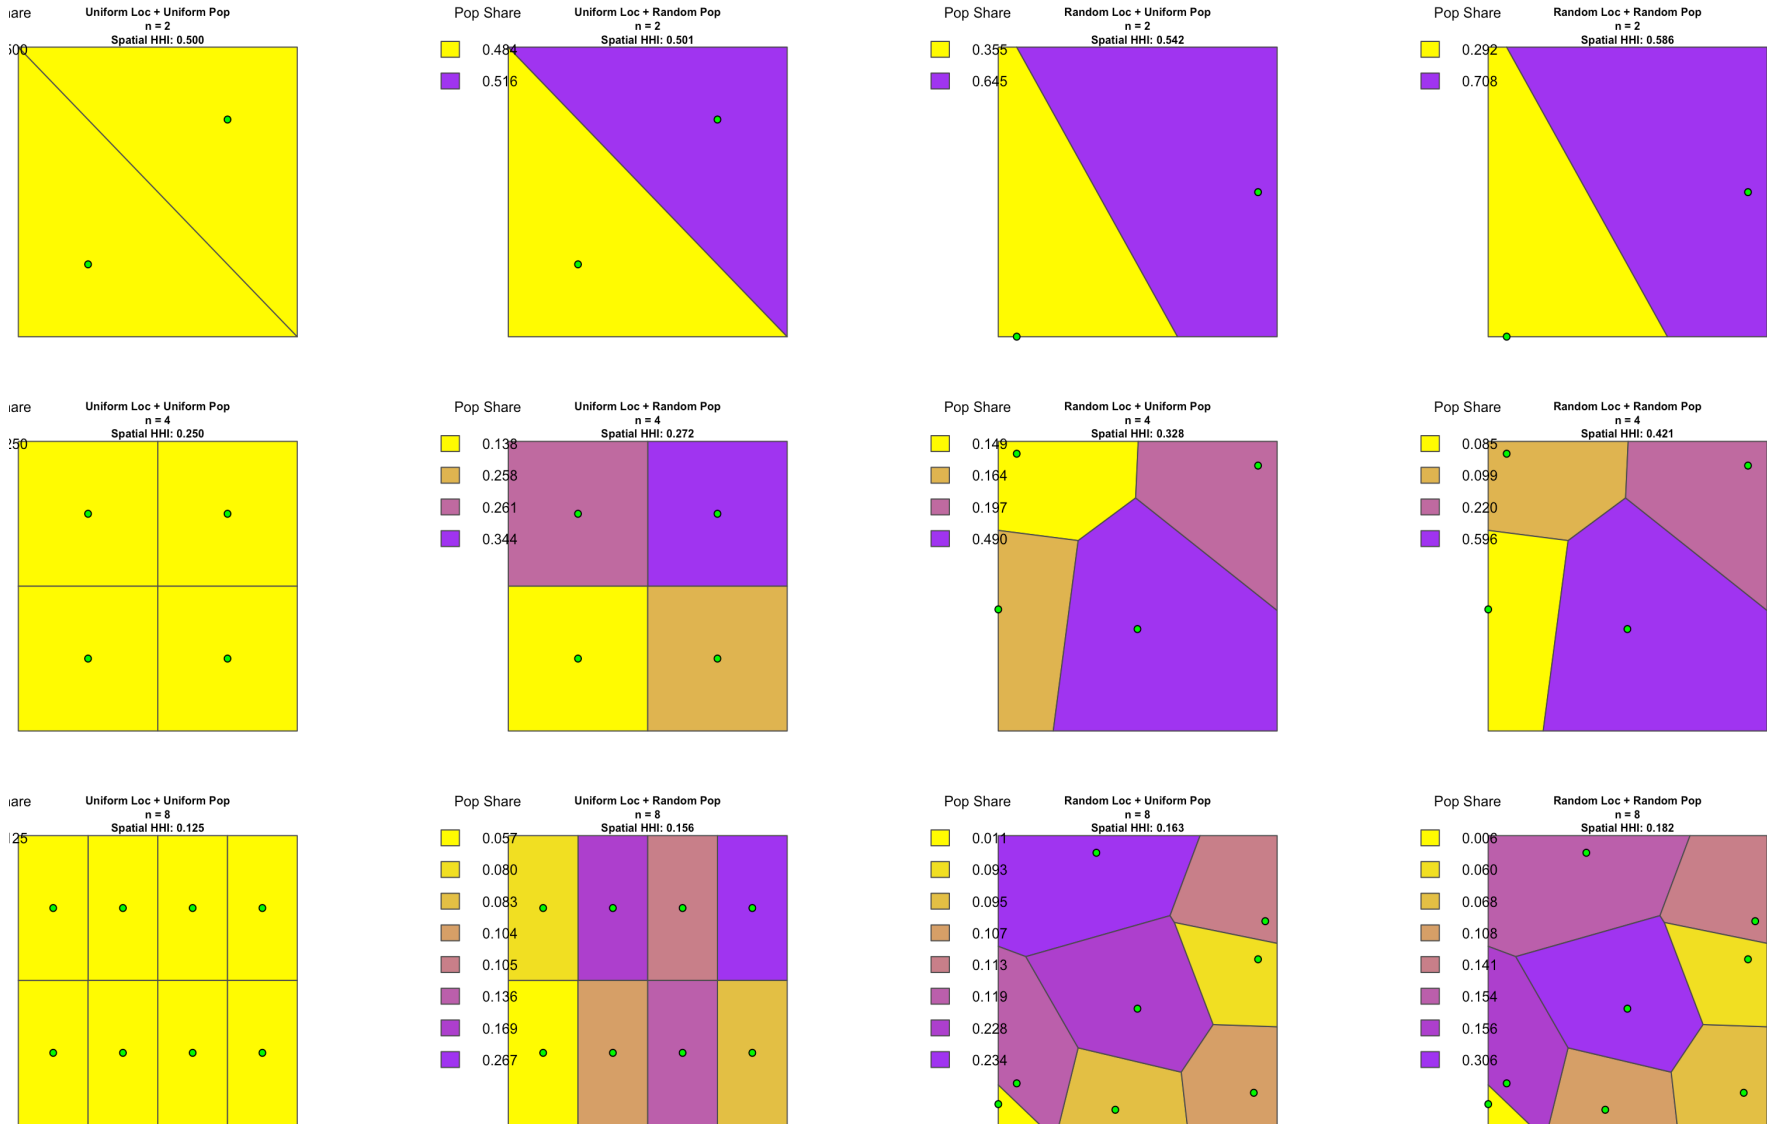 are
Uniform Loc + Uniform Pop
n = 2
Spatial HHI: 0.500
Pop Share
0.484
0.516
Uniform Loc + Random Pop
n = 2
Spatial HHI: 0.501
Pop Share
0.355
0.645
Random Loc + Uniform Pop
n = 2
Spatial HHI: 0.542
Pop Share
0.292
0.708
Random Loc + Random Pop
n = 2
Spatial HHI: 0.586
are
250
Uniform Loc + Uniform Pop
n = 4
Spatial HHI: 0.250
Pop Share
0.138
0.258
0.261
0.344
Uniform Loc + Random Pop
n = 4
Spatial HHI: 0.272
Pop Share
0.149
0.164
0.197
0.490
Random Loc + Uniform Pop
n = 4
Spatial HHI: 0.328
Pop Share
0.085
0.099
0.220
0.596
Random Loc + Random Pop
n = 4
Spatial HHI: 0.421
are
125
Uniform Loc + Uniform Pop
n = 8
Spatial HHI: 0.125
Pop Share
0.057
0.080
0.083
0.104
0.105
0.136
0.169
0.267
Uniform Loc + Random Pop
n = 8
Spatial HHI: 0.156
Pop Share
0.011
0.093
0.095
0.107
0.113
0.119
0.228
0.234
Random Loc + Uniform Pop
n = 8
Spatial HHI: 0.163
Pop Share
0.006
0.060
0.068
0.108
0.141
0.154
0.156
0.306
Random Loc + Random Pop
n = 8
Spatial HHI: 0.182